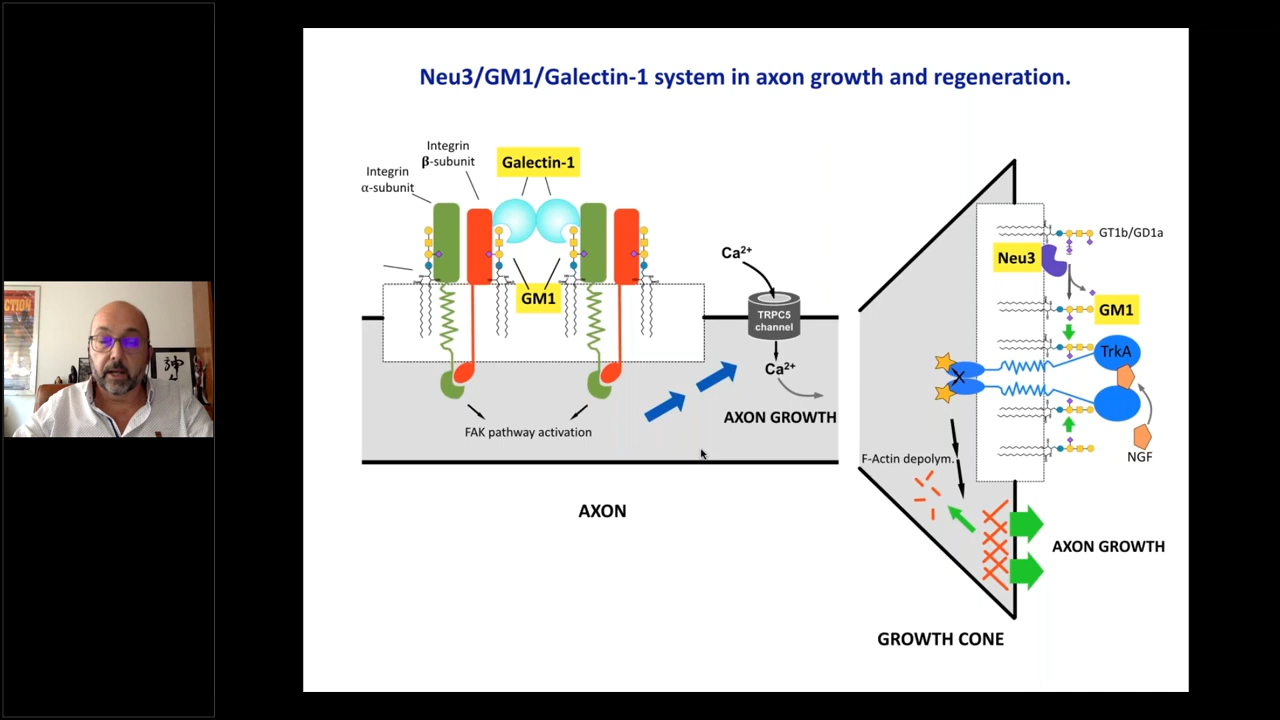 Neu3/GM1/Galectin-1 system in axon growth and regeneration.
Integrin
β-subunit
Galectin-1
Integrin
α-subunit
GM1
Ca²⁺
TRPC5
channel
Ca²⁺
AXON GROWTH
FAK pathway activation
AXON
GT1b/GD1a
Neu3
GM1
TrkA
NGF
F-Actin depolym.
AXON GROWTH
GROWTH CONE
CTION
神